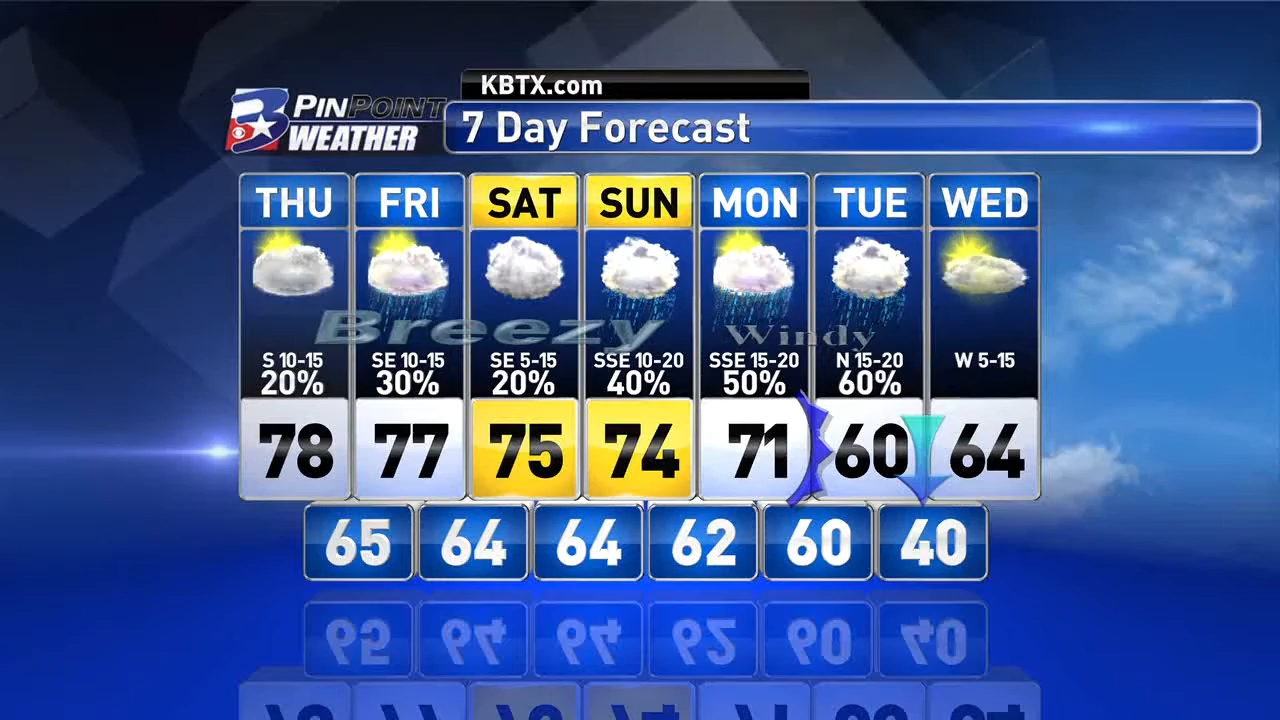 KBTX.com
3 PINPOINT WEATHER
7 Day Forecast
THU FRI SAT SUN MON TUE WED
Breezy Windy
S 10-15 SE 10-15 SE 5-15 SSE 10-20 SSE 15-20 N 15-20 W 5-15
20% 30% 20% 40% 50% 60%
78 77 75 74 71 60 64
65 64 64 62 60 40